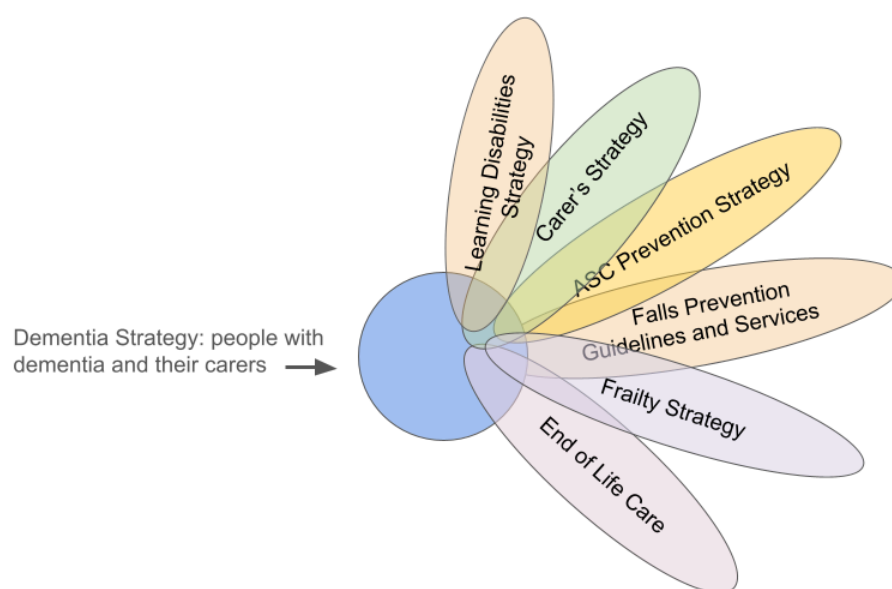 Learning Disabilities
Strategy
Carer's Strategy
ASC Prevention Strategy
Falls Prevention
Guidelines and Services
Dementia Strategy: people with
dementia and their carers
Frailty Strategy
End of Life Care